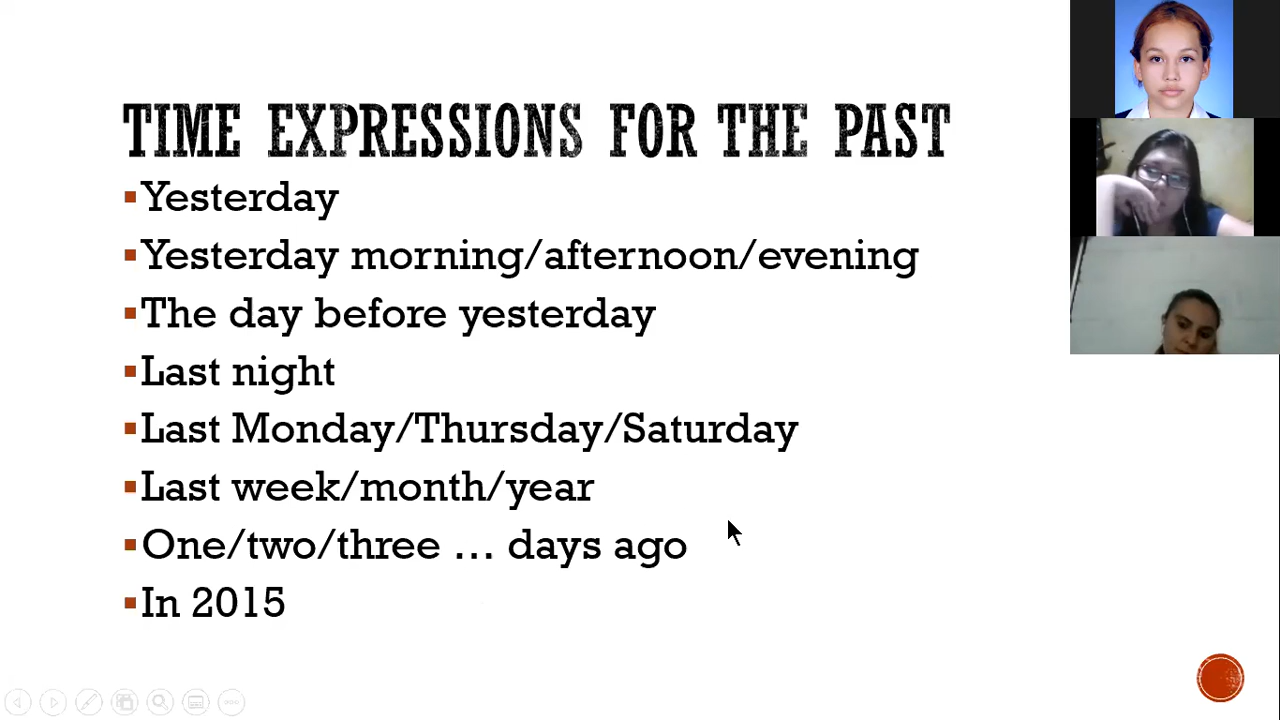 TIME EXPRESSIONS FOR THE PAST
▪Yesterday
▪Yesterday morning/afternoon/evening
▪The day before yesterday
▪Last night
▪Last Monday/Thursday/Saturday
▪Last week/month/year
▪One/two/three … days ago
▪In 2015